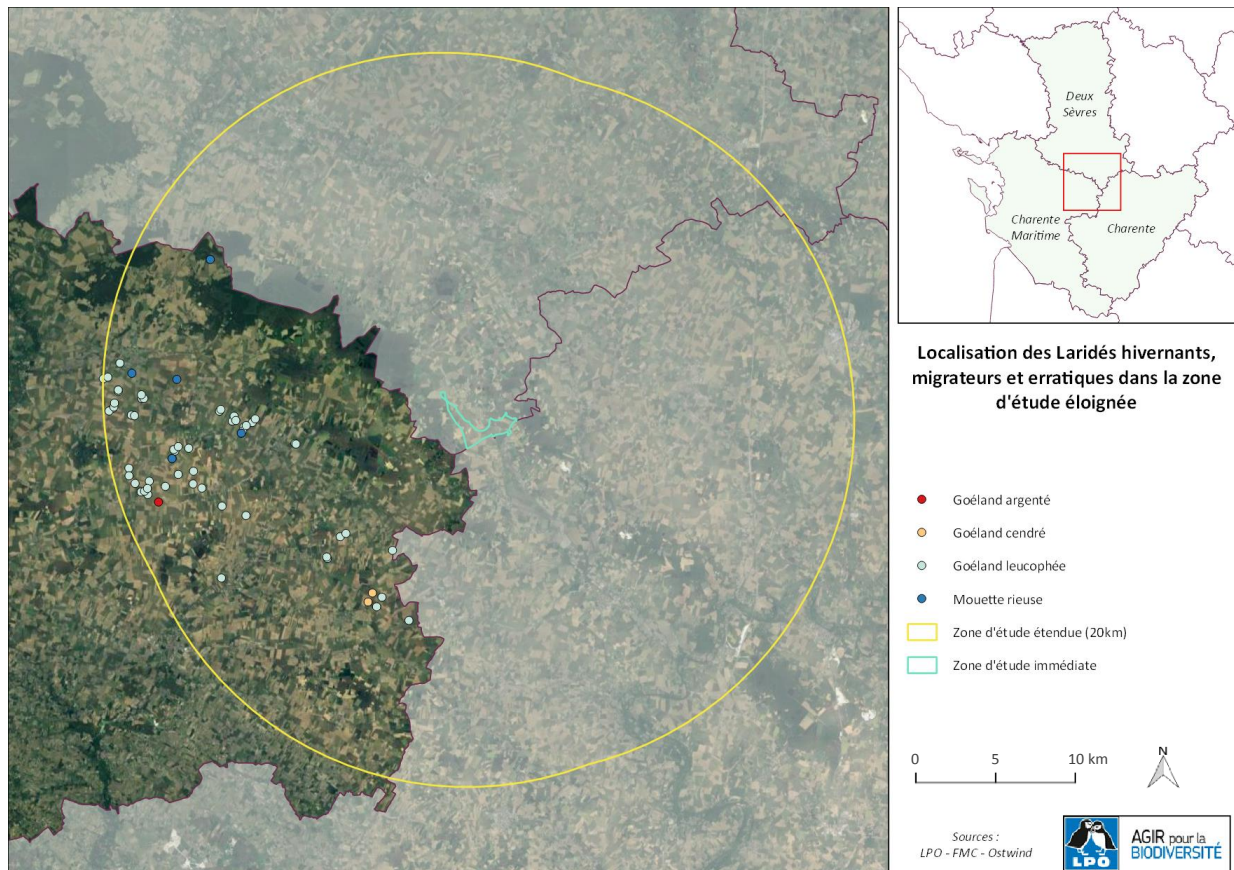 Deux
Sèvres
Charente
Maritime
Charente
Localisation des Laridés hivernants,
migrateurs et erratiques dans la zone
d'étude éloignée
Goéland argenté
Goéland cendré
Goéland leucophée
Mouette rieuse
Zone d'étude étendue (20km)
Zone d'étude immédiate
0 5 10 km
N
Sources :
LPO - FMC - Ostwind
LPO
AGIR pour la
BIODIVERSITÉ